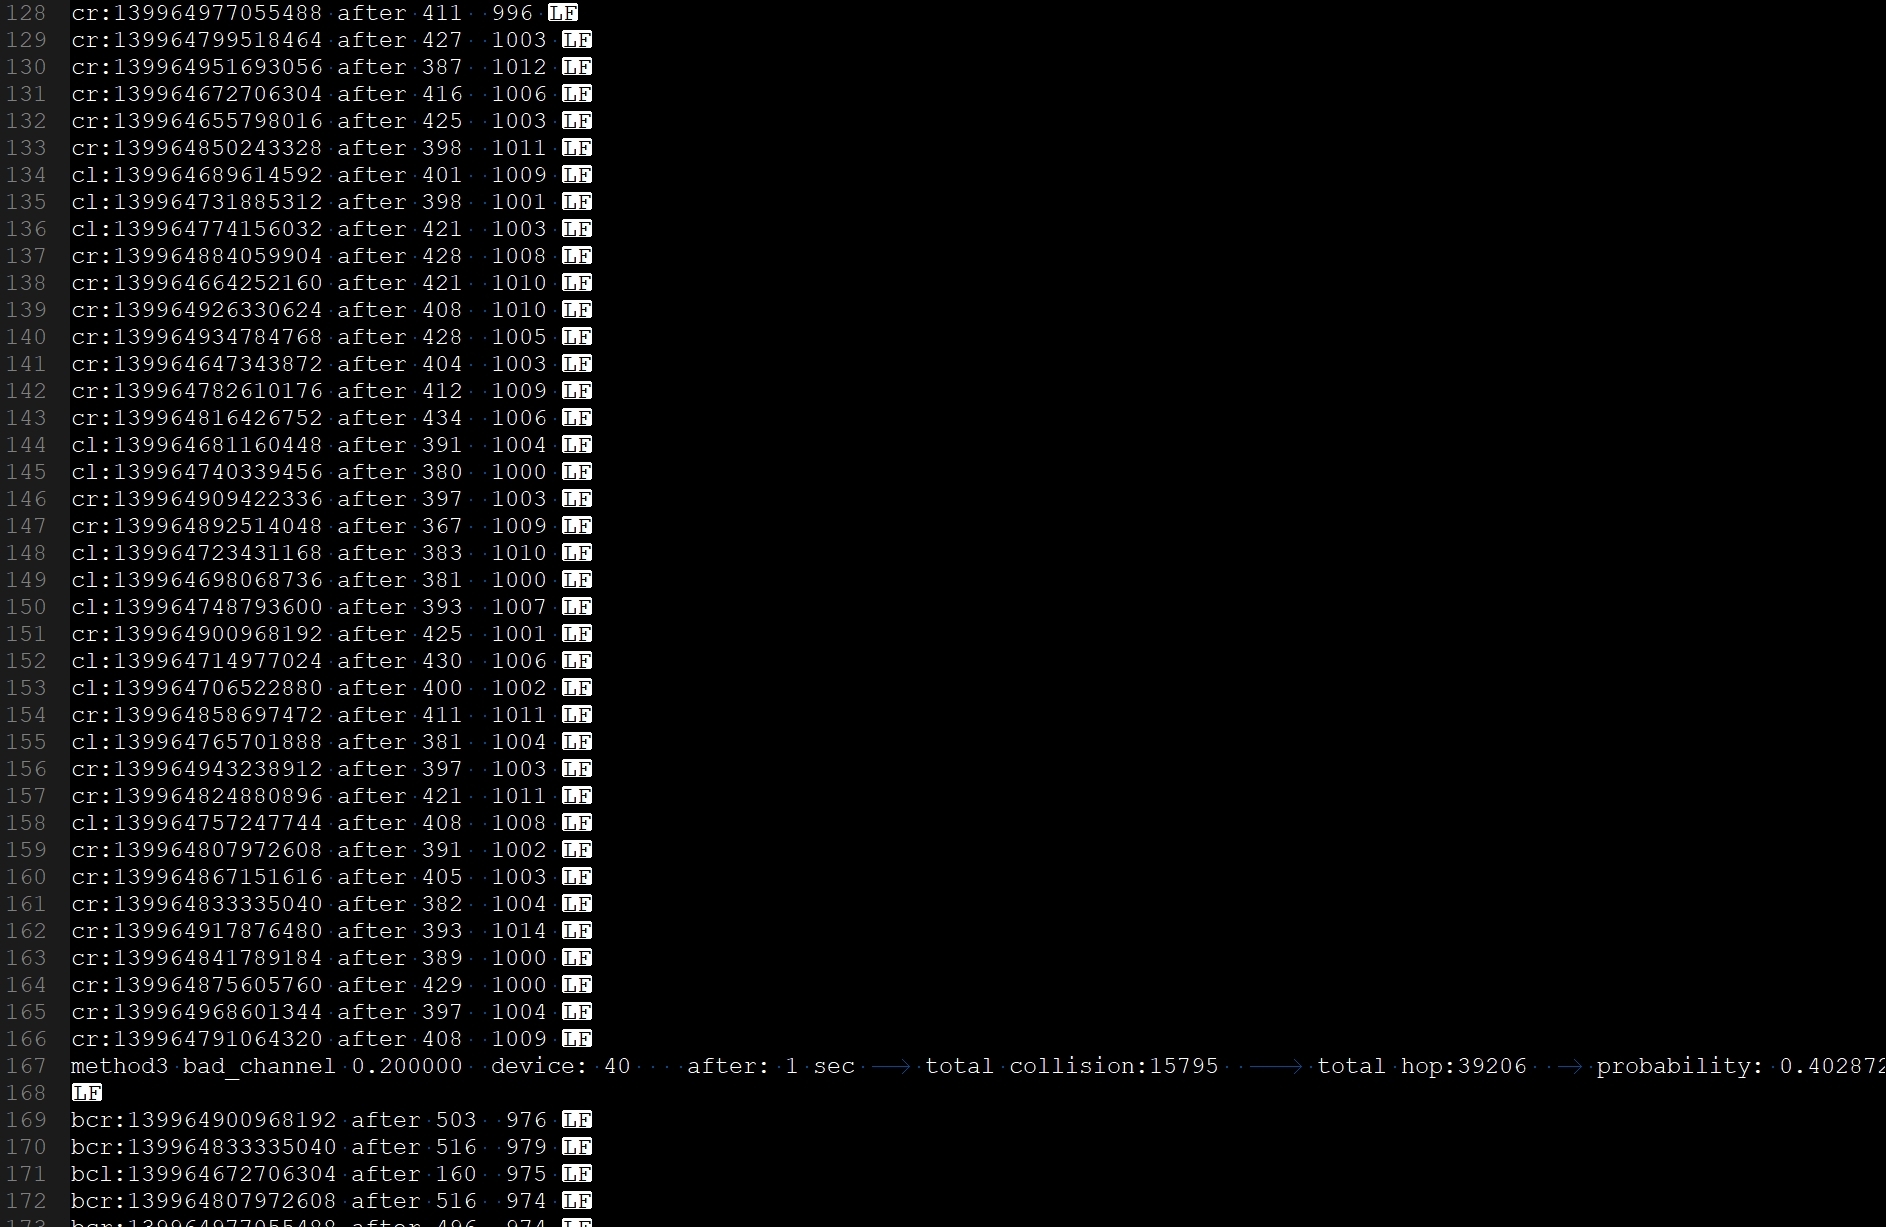 128 cr:139964977055488 after 411  996 LF
129 cr:139964799518464 after 427  1003 LF
130 cr:139964951693056 after 387  1012 LF
131 cr:139964672706304 after 416  1006 LF
132 cr:139964655798016 after 425  1003 LF
133 cr:139964850243328 after 398  1011 LF
134 cl:139964689614592 after 401  1009 LF
135 cl:139964731885312 after 398  1001 LF
136 cl:139964774156032 after 421  1003 LF
137 cr:139964884059904 after 428  1008 LF
138 cr:139964664252160 after 421  1010 LF
139 cr:139964926330624 after 408  1010 LF
140 cr:139964934784768 after 428  1005 LF
141 cr:139964647343872 after 404  1003 LF
142 cr:139964782610176 after 412  1009 LF
143 cr:139964816426752 after 434  1006 LF
144 cl:139964681160448 after 391  1004 LF
145 cl:139964740339456 after 380  1000 LF
146 cr:139964909422336 after 397  1003 LF
147 cr:139964892514048 after 367  1009 LF
148 cl:139964723431168 after 383  1010 LF
149 cl:139964698068736 after 381  1000 LF
150 cl:139964748793600 after 393  1007 LF
151 cr:139964900968192 after 425  1001 LF
152 cl:139964714977024 after 430  1006 LF
153 cl:139964706522880 after 400  1002 LF
154 cr:139964858697472 after 411  1011 LF
155 cl:139964765701888 after 381  1004 LF
156 cr:139964943238912 after 397  1003 LF
157 cr:139964824880896 after 421  1011 LF
158 cl:139964757247744 after 408  1008 LF
159 cr:139964807972608 after 391  1002 LF
160 cr:139964867151616 after 405  1003 LF
161 cr:139964833335040 after 382  1004 LF
162 cr:139964917876480 after 393  1014 LF
163 cr:139964841789184 after 389  1000 LF
164 cr:139964875605760 after 429  1000 LF
165 cr:139964968601344 after 397  1004 LF
166 cr:139964791064320 after 408  1009 LF
167 method3 bad_channel 0.200000  device: 40    after: 1 sec → total collision:15795 → total hop:39206 → probability: 0.402872
168 LF
169 bcr:139964900968192 after 503  976 LF
170 bcr:139964833335040 after 516  979 LF
171 bcl:139964672706304 after 160  975 LF
172 bcr:139964807972608 after 516  974 LF
173 bcr:139964977055488 after 496  974 LF